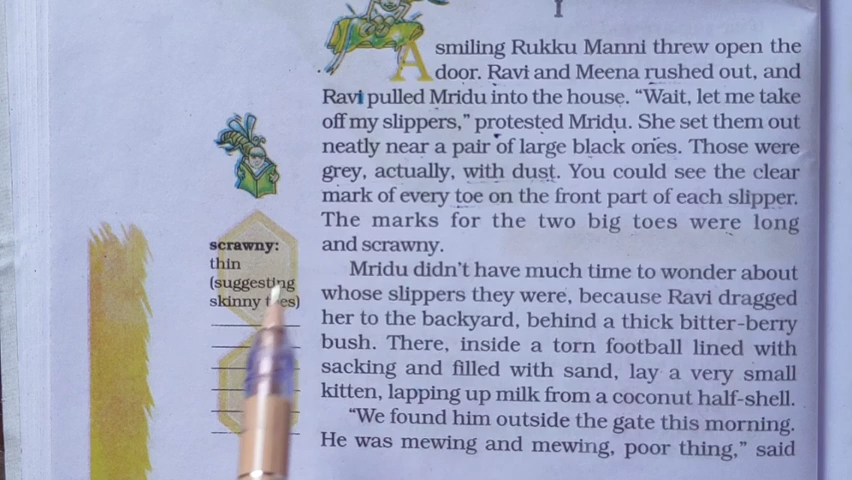 I
A smiling Rukku Manni threw open the
door. Ravi and Meena rushed out, and
Ravi pulled Mridu into the house. “Wait, let me take
off my slippers,” protested Mridu. She set them out
neatly near a pair of large black ones. Those were
grey, actually, with dust. You could see the clear
mark of every toe on the front part of each slipper.
The marks for the two big toes were long
and scrawny.
Mridu didn’t have much time to wonder about
whose slippers they were, because Ravi dragged
her to the backyard, behind a thick bitter-berry
bush. There, inside a torn football lined with
sacking and filled with sand, lay a very small
kitten, lapping up milk from a coconut half-shell.
“We found him outside the gate this morning.
He was mewing and mewing, poor thing,” said
scrawny:
thin
(suggesting
skinny toes)